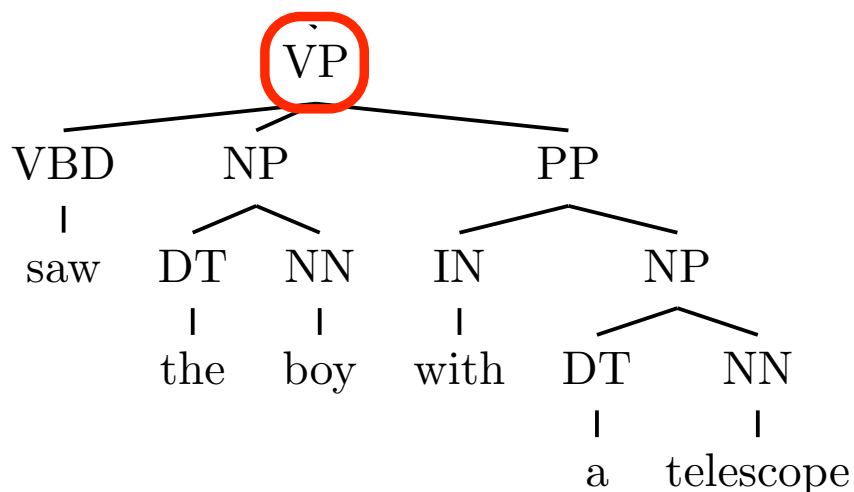 VP
VBD NP PP
saw DT NN IN NP
the boy with DT NN
a telescope